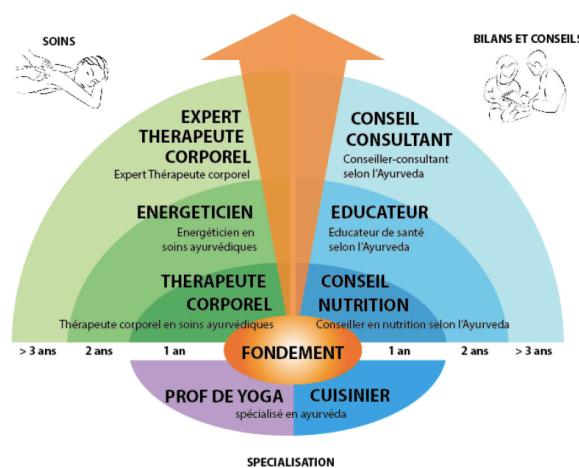 SOINS
BILANS ET CONSEILS
EXPERT
THERAPEUTE
CORPOREL
Expert Thérapeute corporel
CONSEIL
CONSULTANT
Conseiller-consultant
selon l'Ayurveda
ENERGETICIEN
Energéticien en
soins ayurvédiques
EDUCATEUR
Educateur de santé
selon l'Ayurveda
THERAPEUTE
CORPOREL
Thérapeute corporel en soins ayurvédiques
CONSEIL
NUTRITION
Conseiller en nutrition selon l'Ayurveda
> 3 ans 2 ans 1 an
FONDEMENT
1 an 2 ans > 3 ans
PROF DE YOGA CUISINIER
spécialisé en ayurvéda
SPECIALISATION